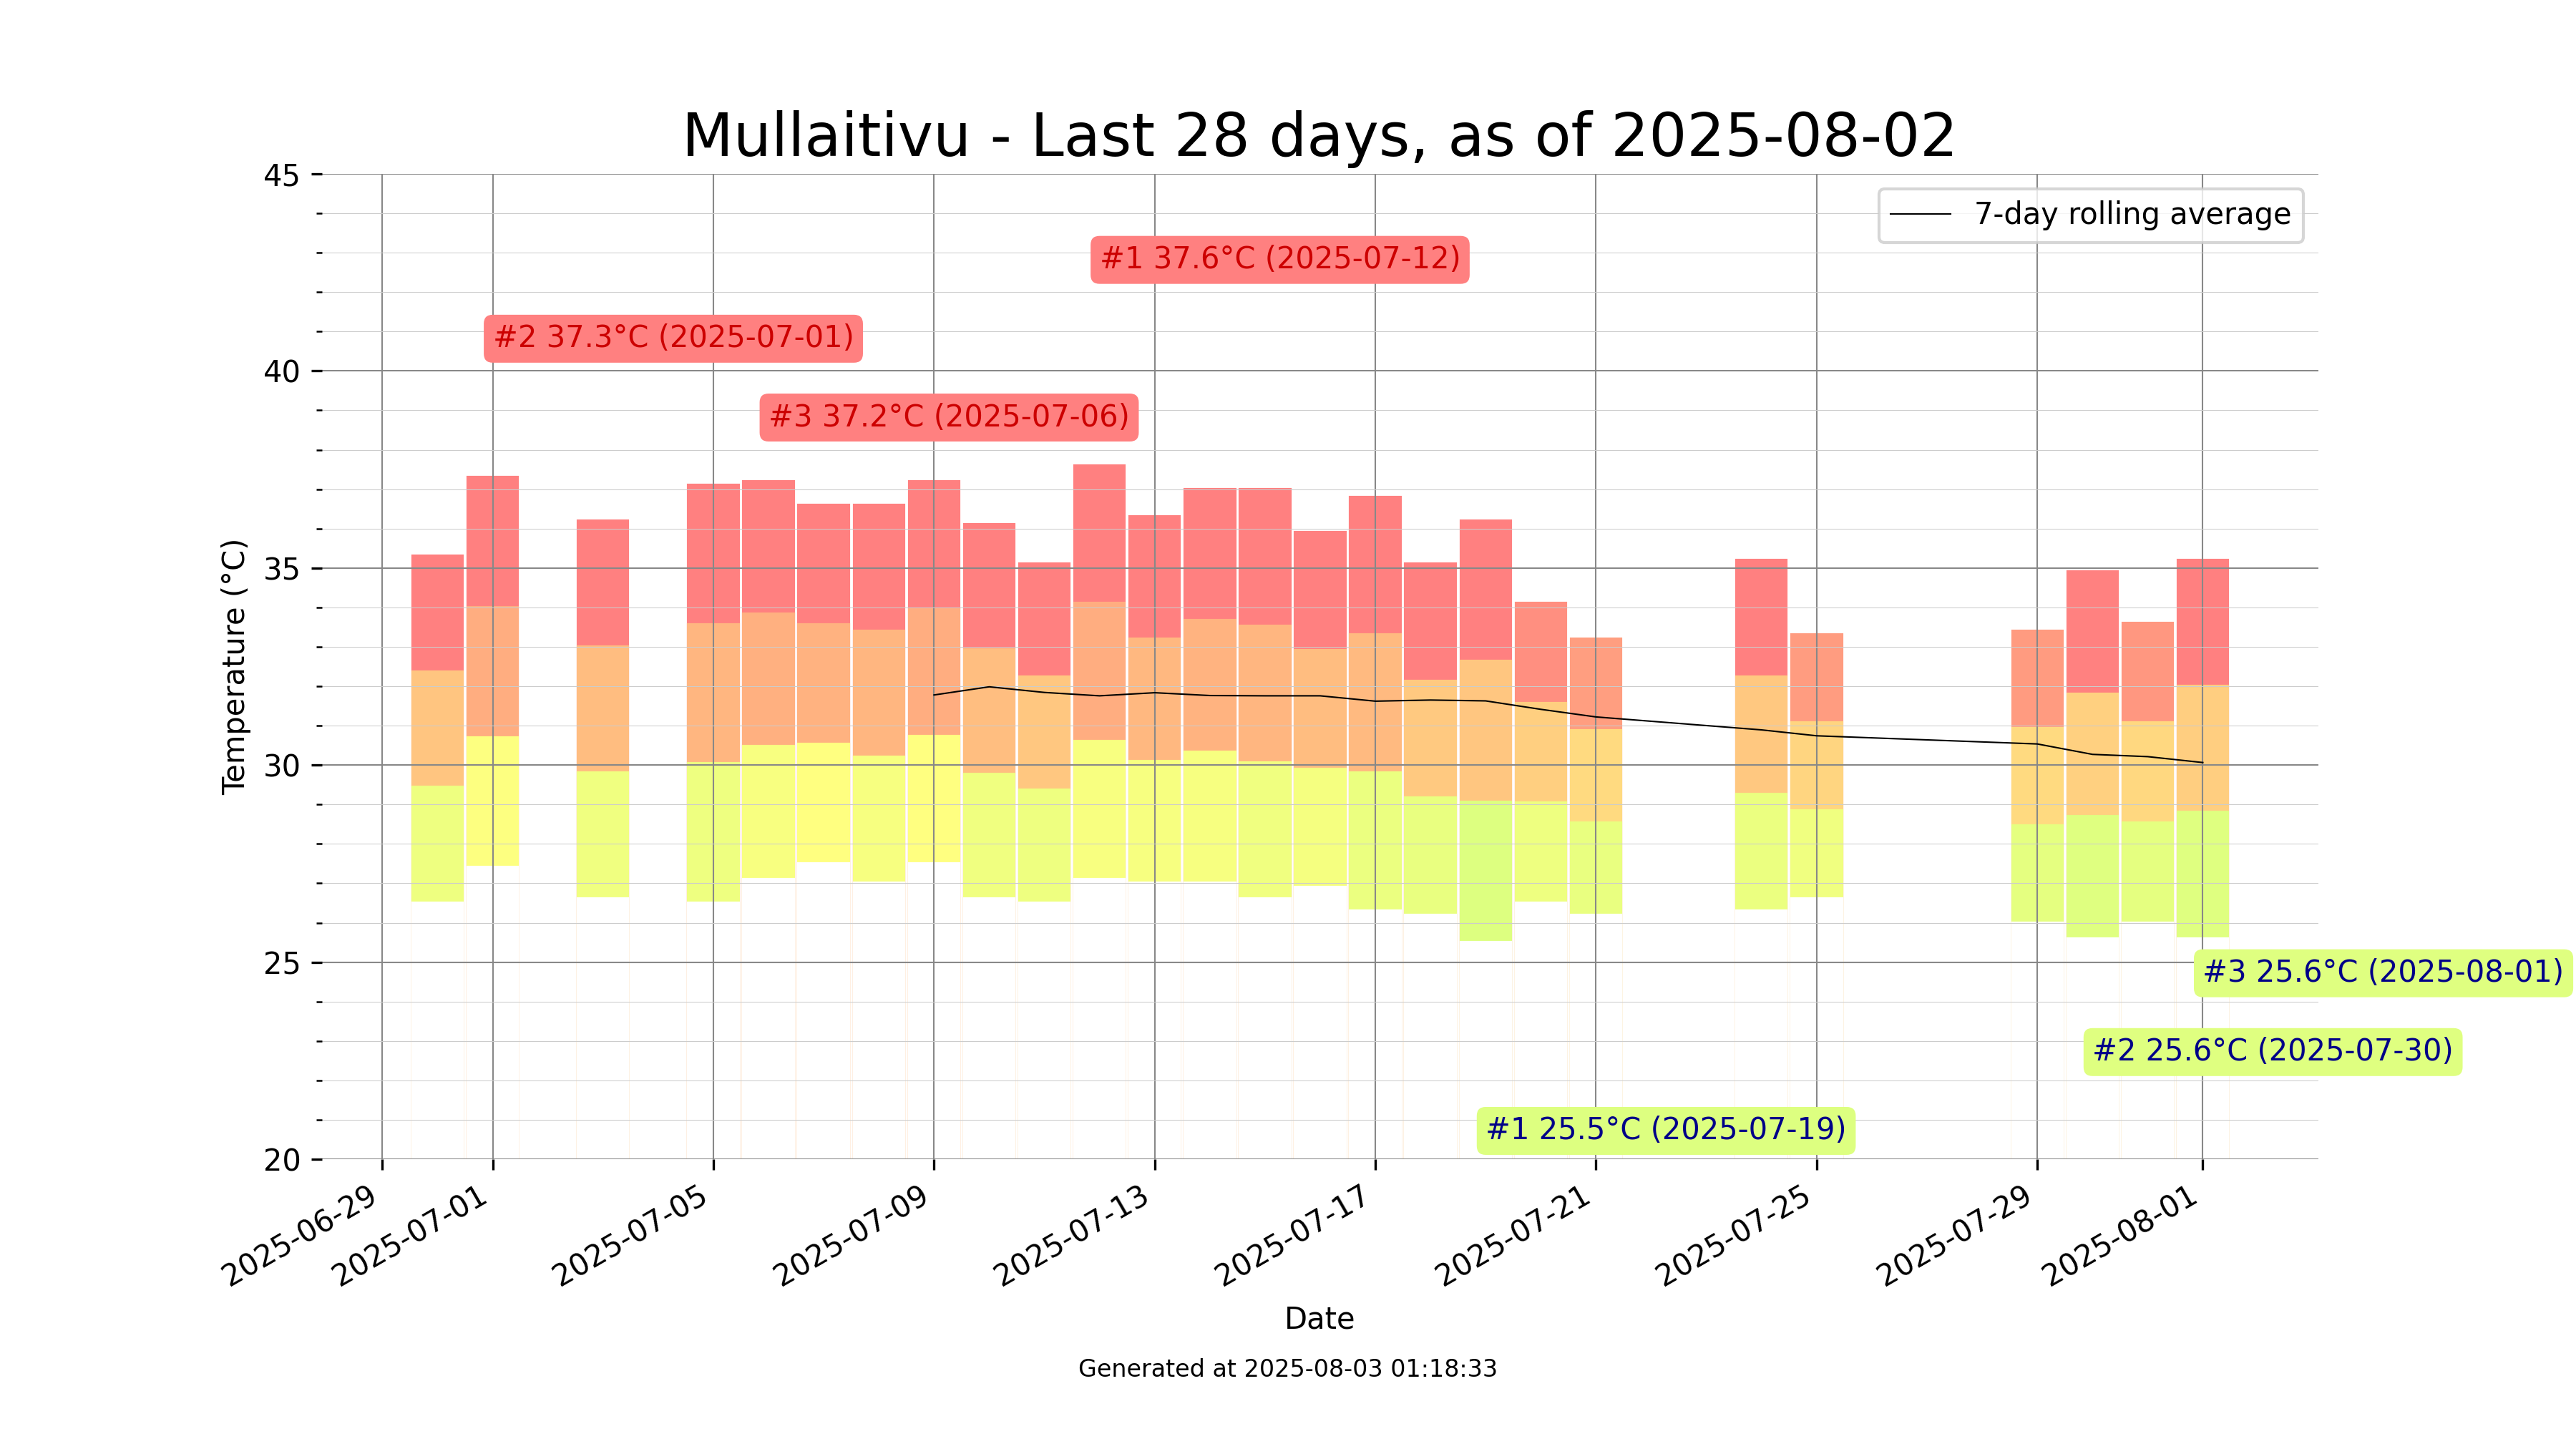 Mullaitivu - Last 28 days, as of 2025-08-02
45
7-day rolling average
#1 37.6°C (2025-07-12)
#2 37.3°C (2025-07-01)
40
#3 37.2°C (2025-07-06)
35
Temperature (°C)
30
25
#3 25.6°C (2025-08-01)
#2 25.6°C (2025-07-30)
#1 25.5°C (2025-07-19)
20
2025-06-29
2025-07-01
2025-07-05
2025-07-09
2025-07-13
2025-07-17
2025-07-21
2025-07-25
2025-07-29
2025-08-01
Date
Generated at 2025-08-03 01:18:33